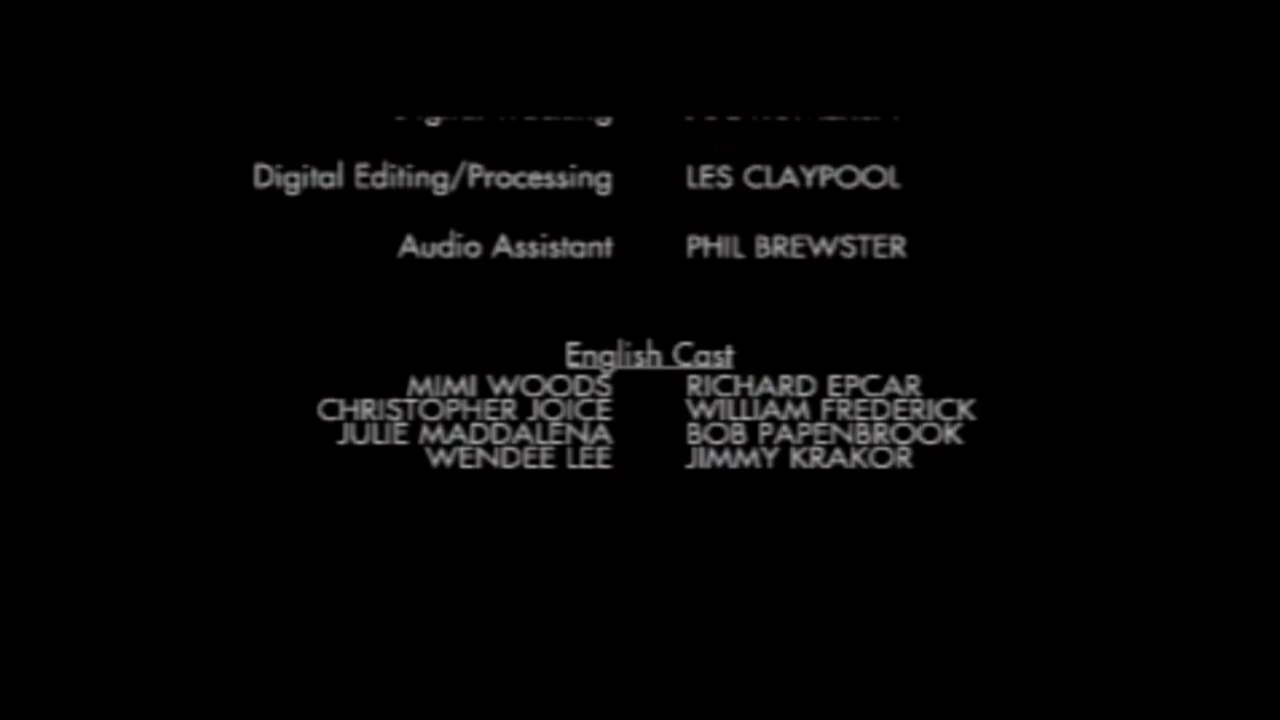 Digital Editing/Processing LES CLAYPOOL
Audio Assistant PHIL BREWSTER
English Cast
MIMI WOODS RICHARD EPCAR
CHRISTOPHER JOICE WILLIAM FREDERICK
JULIE MADDALENA BOB PAPENBROOK
WENDEE LEE JIMMY KRAKOR